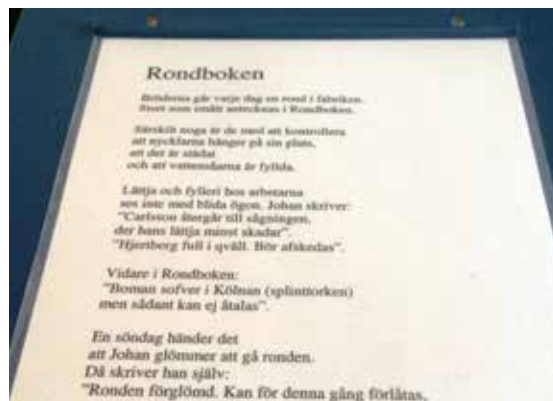 Rondboken
Bröderna går varje dag en rond i fabriken.
Stort som smått antecknas i Rondboken.
Särskilt noga är de med att kontrollera
att nycklarna hänger på sin plats,
att det är städat
och att vattensåarna är fyllda.
Lättja och fylleri hos arbetarna
ses inte med blida ögon. Johan skriver:
"Carlsson återgår till sågningen,
der hans lättja minst skadar".
"Hjertberg full i qväll. Bör afskedas".
Vidare i Rondboken:
"Boman sofver i Kölnan (splinttorken)
men sådant kan ej åtalas".
En söndag händer det
att Johan glömmer att gå ronden.
Då skriver han själv:
"Ronden förglömd. Kan för denna gång förlåtas,